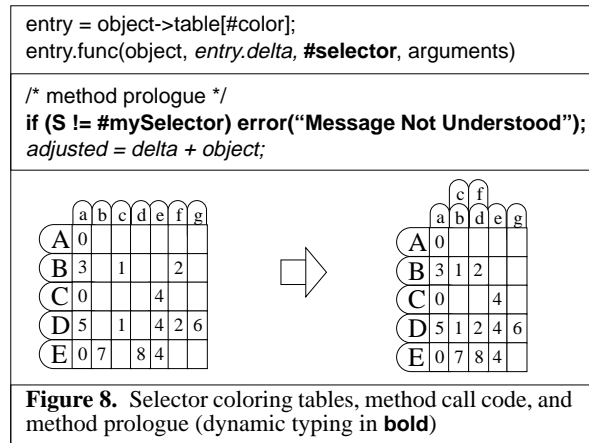 entry = object->table[#color];
entry.func(object, entry.delta, #selector, arguments)
/* method prologue */
if (S != #mySelector) error(“Message Not Understood”);
adjusted = delta + object;
c f
a b c d e f g
a b d e g
A 0
B 3 1 2
C 0 4
D 5 1 4 2 6
E 0 7 8 4
A 0
B 3 1 2
C 0 4
D 5 1 2 4 6
E 0 7 8 4
Figure 8. Selector coloring tables, method call code, and
method prologue (dynamic typing in bold)